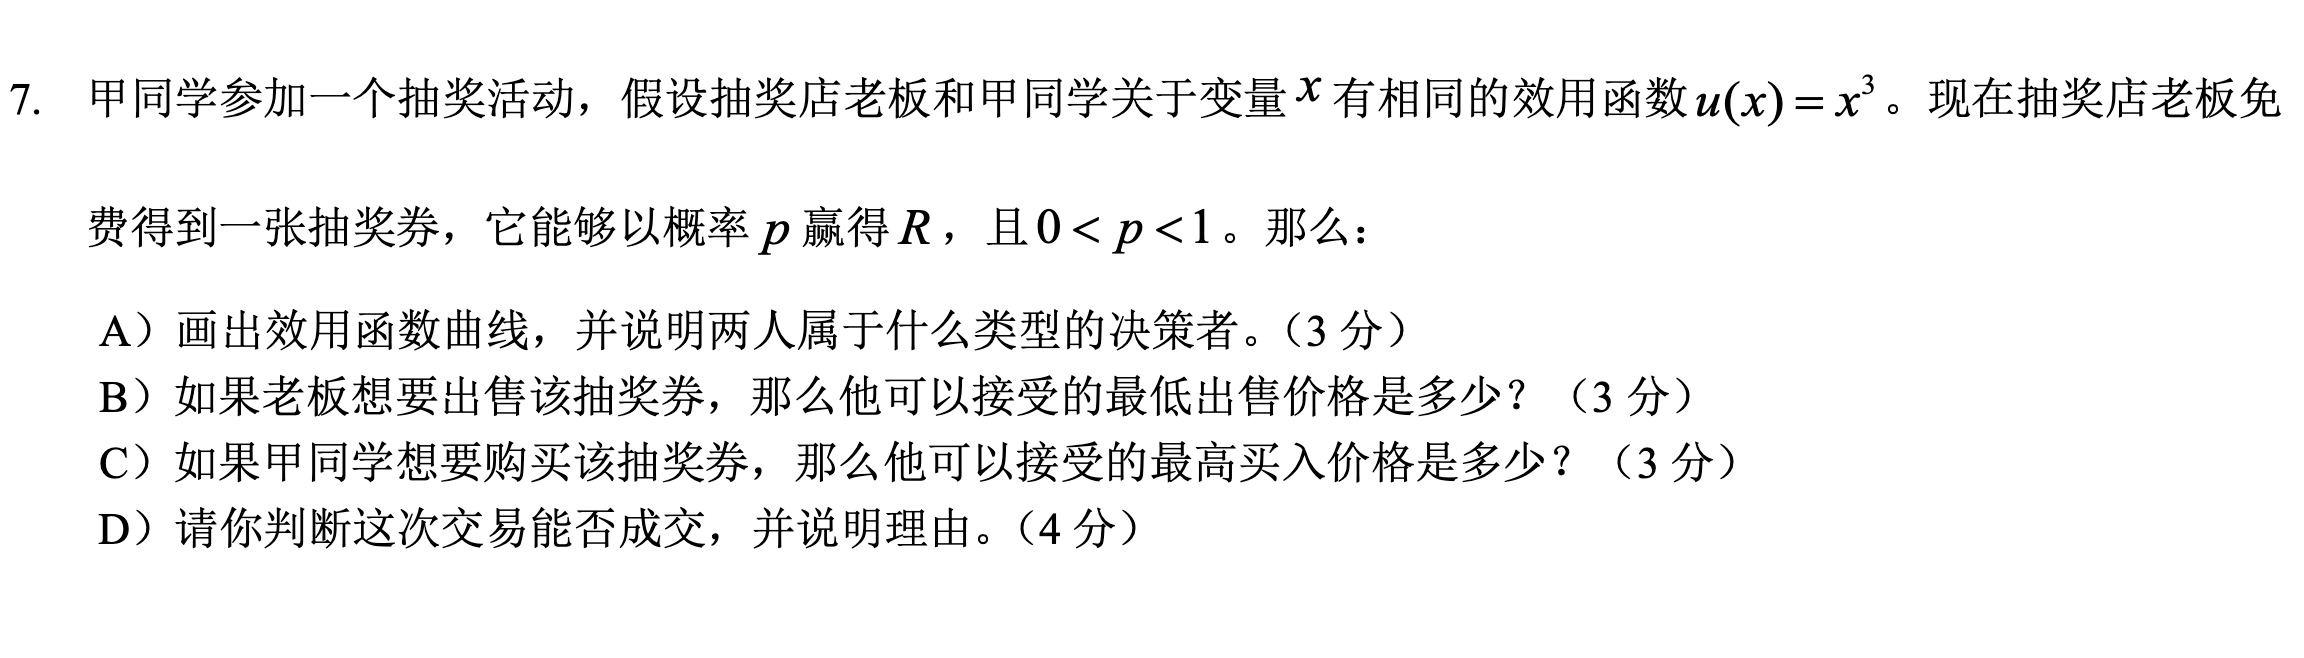 7. 甲同学参加一个抽奖活动，假设抽奖店老板和甲同学关于变量 x 有相同的效用函数 u(x) = x³。现在抽奖店老板免
费得到一张抽奖券，它能够以概率 p 赢得 R，且 0 < p < 1。那么：
A）画出效用函数曲线，并说明两人属于什么类型的决策者。（3 分）
B）如果老板想要出售该抽奖券，那么他可以接受的最低出售价格是多少？（3 分）
C）如果甲同学想要购买该抽奖券，那么他可以接受的最高买入价格是多少？（3 分）
D）请你判断这次交易能否成交，并说明理由。（4 分）